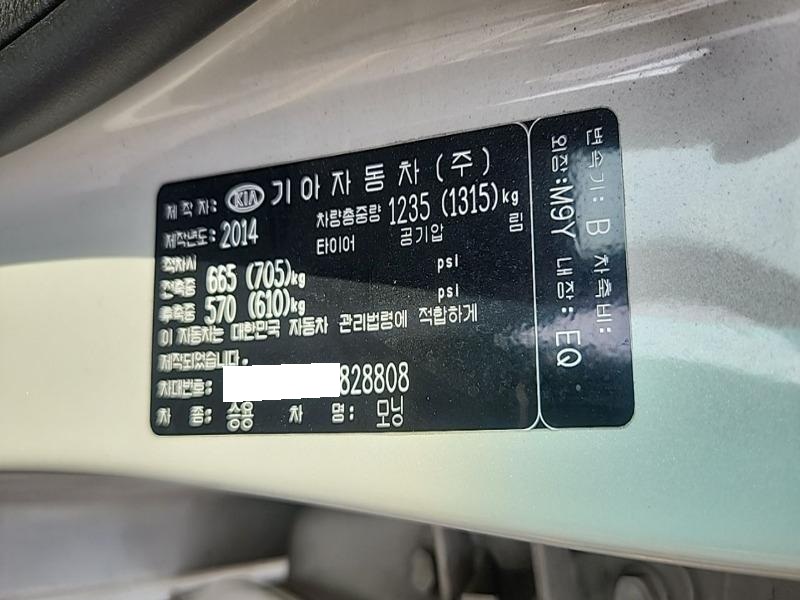 제작자: KIA 기아자동차(주)
제작년도: 2014 차량총중량 1235 (1315)kg
타이어 공기압 림
적차시
전축중 665 (705)kg psi
후축중 570 (610)kg psi
이 자동차는 대한민국 자동차 관리법령에 적합하게
제작되었습니다.
차대번호: 828808
차 종: 승용 차 명: 모닝
변속기: B 차축비:
외장:M9Y 내장: EQ